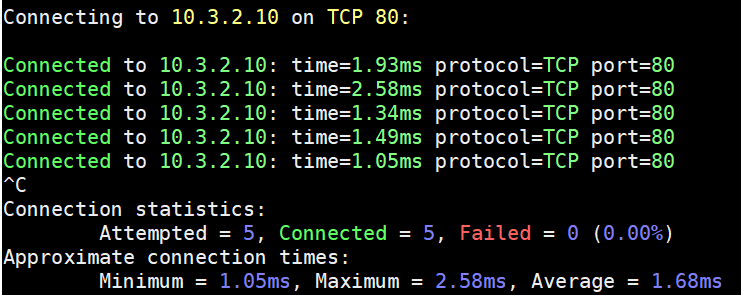 Connecting to 10.3.2.10 on TCP 80:

Connected to 10.3.2.10: time=1.93ms protocol=TCP port=80
Connected to 10.3.2.10: time=2.58ms protocol=TCP port=80
Connected to 10.3.2.10: time=1.34ms protocol=TCP port=80
Connected to 10.3.2.10: time=1.49ms protocol=TCP port=80
Connected to 10.3.2.10: time=1.05ms protocol=TCP port=80
^C
Connection statistics:
Attempted = 5, Connected = 5, Failed = 0 (0.00%)
Approximate connection times:
Minimum = 1.05ms, Maximum = 2.58ms, Average = 1.68ms